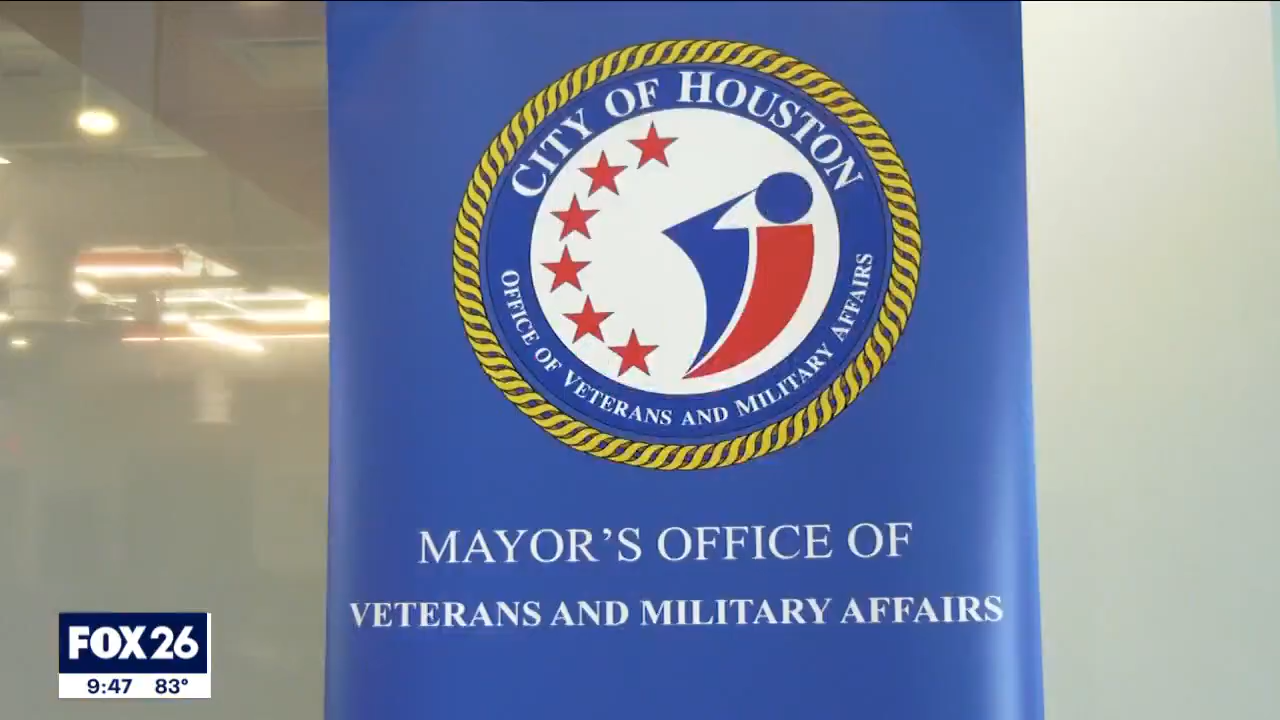 CITY OF HOUSTON
OFFICE OF VETERANS AND MILITARY AFFAIRS
MAYOR'S OFFICE OF
VETERANS AND MILITARY AFFAIRS
FOX 26
9:47 83°